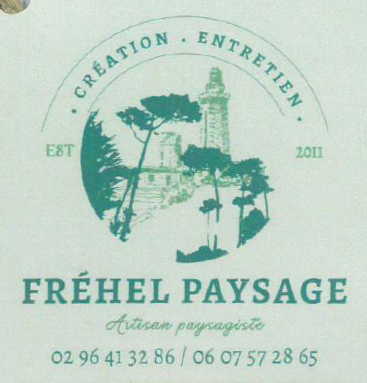 · CRÉATION · ENTRETIEN ·
EST 2011
FRÉHEL PAYSAGE
Artisan paysagiste
02 96 41 32 86 / 06 07 57 28 65